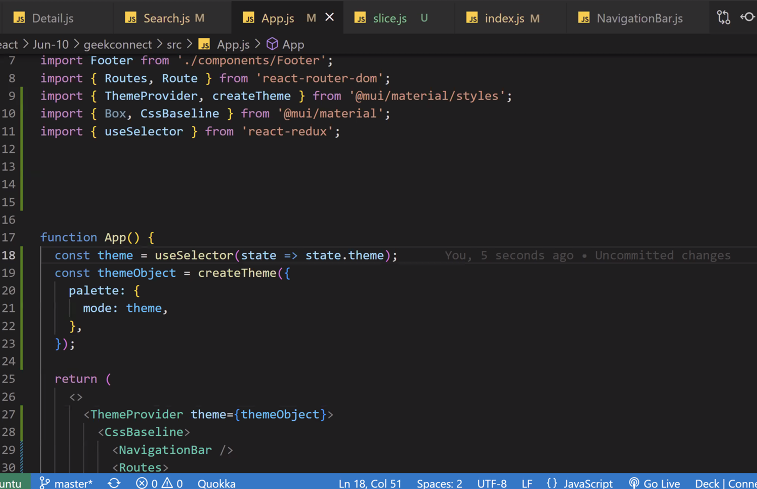 JS Detail.js JS Search.js M JS App.js M × JS slice.js U JS index.js M JS NavigationBar.js
eact > Jun-10 > geekconnect > src > JS App.js > App
7 import Footer from './components/Footer';
8 import { Routes, Route } from 'react-router-dom';
9 import { ThemeProvider, createTheme } from '@mui/material/styles';
10 import { Box, CssBaseline } from '@mui/material';
11 import { useSelector } from 'react-redux';
12
13
14
15
16
17 function App() {
18 const theme = useSelector(state => state.theme); You, 5 seconds ago • Uncommitted changes
19 const themeObject = createTheme({
20 palette: {
21 mode: theme,
22 },
23 });
24
25 return (
26 <>
27 <ThemeProvider theme={themeObject}>
28 <CssBaseline>
29 <NavigationBar />
30 <Routes>
untu master* 0 0 Quokka Ln 18, Col 51 Spaces: 2 UTF-8 LF {} JavaScript Go Live Deck | Conne